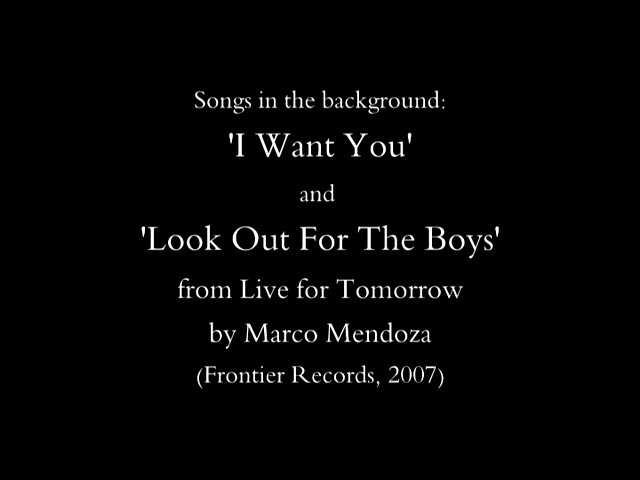 Songs in the background:
'I Want You'
and
'Look Out For The Boys'
from Live for Tomorrow
by Marco Mendoza
(Frontier Records, 2007)